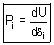 Pᵢ = dU/dsᵢ